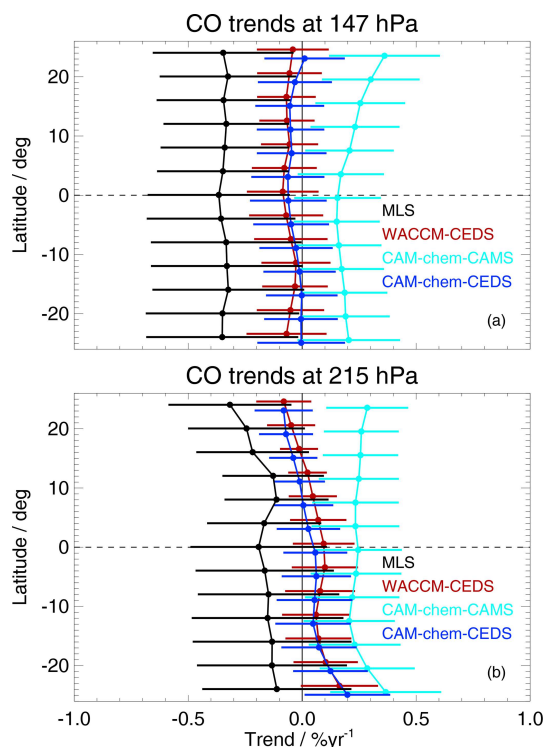 CO trends at 147 hPa
20
10
0
-10
-20
Latitude / deg
MLS
WACCM-CEDS
CAM-chem-CAMS
CAM-chem-CEDS
(a)
CO trends at 215 hPa
20
10
0
-10
-20
Latitude / deg
MLS
WACCM-CEDS
CAM-chem-CAMS
CAM-chem-CEDS
(b)
-1.0 -0.5 0.0 0.5 1.0
Trend / %yr⁻¹